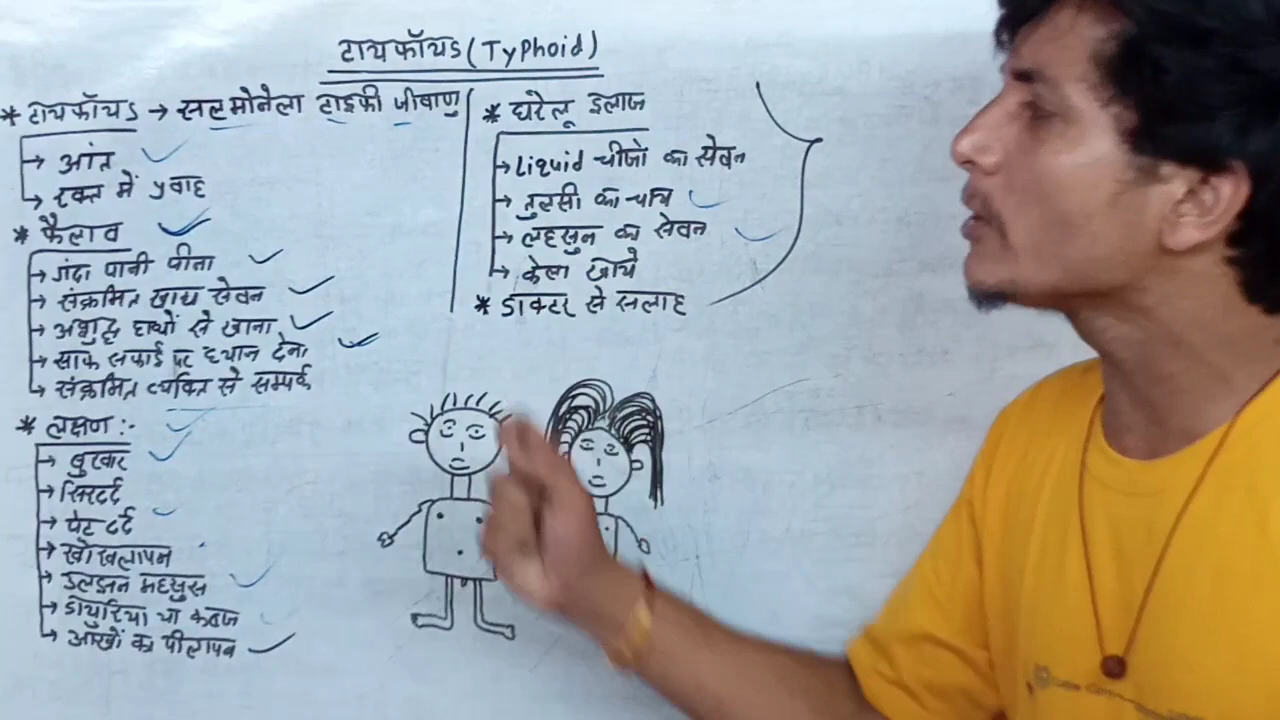 टायफॉयड (Typhoid)
* टायफॉयड → सलमोनेला टाइफी जीवाणु
→ आंत
→ रक्त में प्रवाह
* फैलाव
→ गंदा पानी पीना
→ संक्रमित खाद्य सेवन
→ अशुद्ध हाथों से खाना
→ साफ सफाई पर ध्यान देना
→ संक्रमित व्यक्ति से सम्पर्क
* लक्षण:-
→ बुखार
→ सिरदर्द
→ पेट दर्द
→ खोखलापन
→ उलझन महसुस
→ डायुरिया या कब्ज
→ आँखों का पीलापन
* घरेलू इलाज
→ liquid चीजो का सेवन
→ तुलसी का चाय
→ लहसुन का सेवन
→ केला खाये
* डाक्टर से सलाह